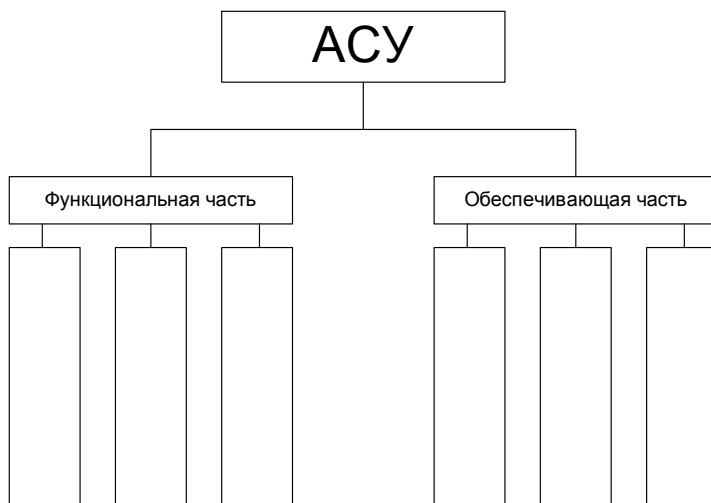 АСУ
Функциональная часть
Обеспечивающая часть